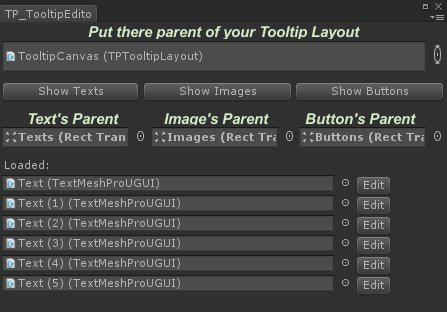 TP_TooltipEdito
Put there parent of your Tooltip Layout
TooltipCanvas (TPTooltipLayout)
Show Texts Show Images Show Buttons
Text's Parent Image's Parent Button's Parent
Texts (Rect Tran Images (Rect Tra Buttons (Rect Tra
Loaded:
Text (TextMeshProUGUI) Edit
Text (1) (TextMeshProUGUI) Edit
Text (2) (TextMeshProUGUI) Edit
Text (3) (TextMeshProUGUI) Edit
Text (4) (TextMeshProUGUI) Edit
Text (5) (TextMeshProUGUI) Edit